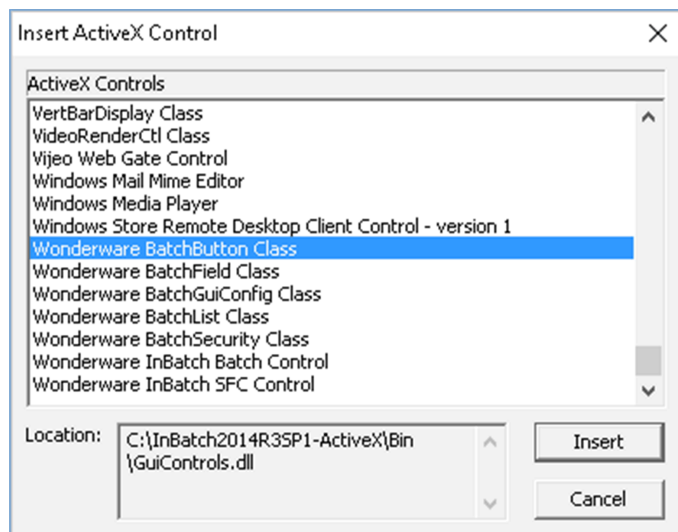 Insert ActiveX Control
ActiveX Controls
VertBarDisplay Class
VideoRenderCtl Class
Vijeo Web Gate Control
Windows Mail Mime Editor
Windows Media Player
Windows Store Remote Desktop Client Control - version 1
Wonderware BatchButton Class
Wonderware BatchField Class
Wonderware BatchGuiConfig Class
Wonderware BatchList Class
Wonderware BatchSecurity Class
Wonderware InBatch Batch Control
Wonderware InBatch SFC Control
Location:
C:\InBatch2014R3SP1-ActiveX\Bin
\GuiControls.dll
Insert
Cancel